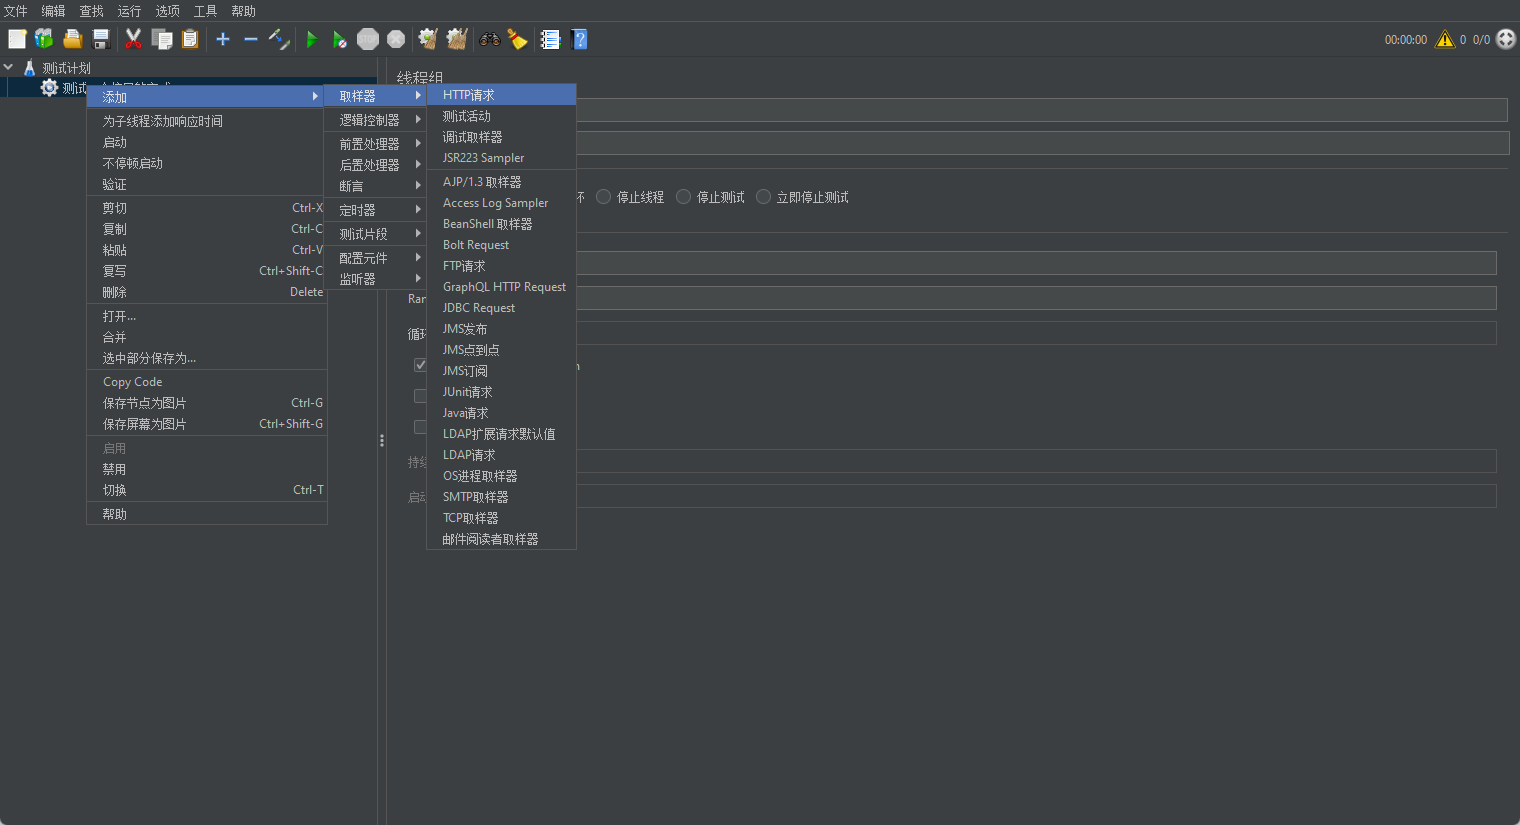 文件 编辑 查找 运行 选项 工具 帮助
00:00:00 0 0/0
测试计划
测试
线程组
添加
为子线程添加响应时间
启动
不停顿启动
验证
剪切 Ctrl-X
复制 Ctrl-C
粘贴 Ctrl-V
复写 Ctrl+Shift-C
删除 Delete
打开...
合并
选中部分保存为...
Copy Code
保存节点为图片 Ctrl-G
保存屏幕为图片 Ctrl+Shift-G
启用
禁用
切换 Ctrl-T
帮助
取样器
逻辑控制器
前置处理器
后置处理器
断言
定时器
测试片段
配置元件
监听器
HTTP请求
测试活动
调试取样器
JSR223 Sampler
AJP/1.3 取样器
Access Log Sampler
BeanShell 取样器
Bolt Request
FTP请求
GraphQL HTTP Request
JDBC Request
JMS发布
JMS点到点
JMS订阅
JUnit请求
Java请求
LDAP扩展请求默认值
LDAP请求
OS进程取样器
SMTP取样器
TCP取样器
邮件阅读者取样器
停止线程 停止测试 立即停止测试
Ran
循环
持续
启动